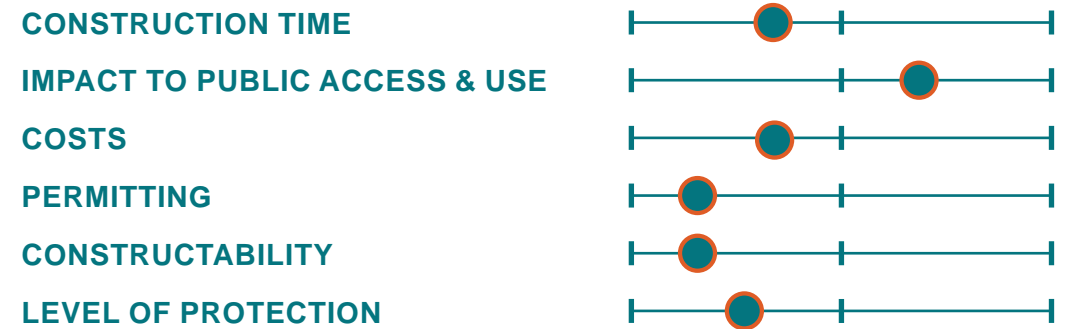 CONSTRUCTION TIME
IMPACT TO PUBLIC ACCESS & USE
COSTS
PERMITTING
CONSTRUCTABILITY
LEVEL OF PROTECTION